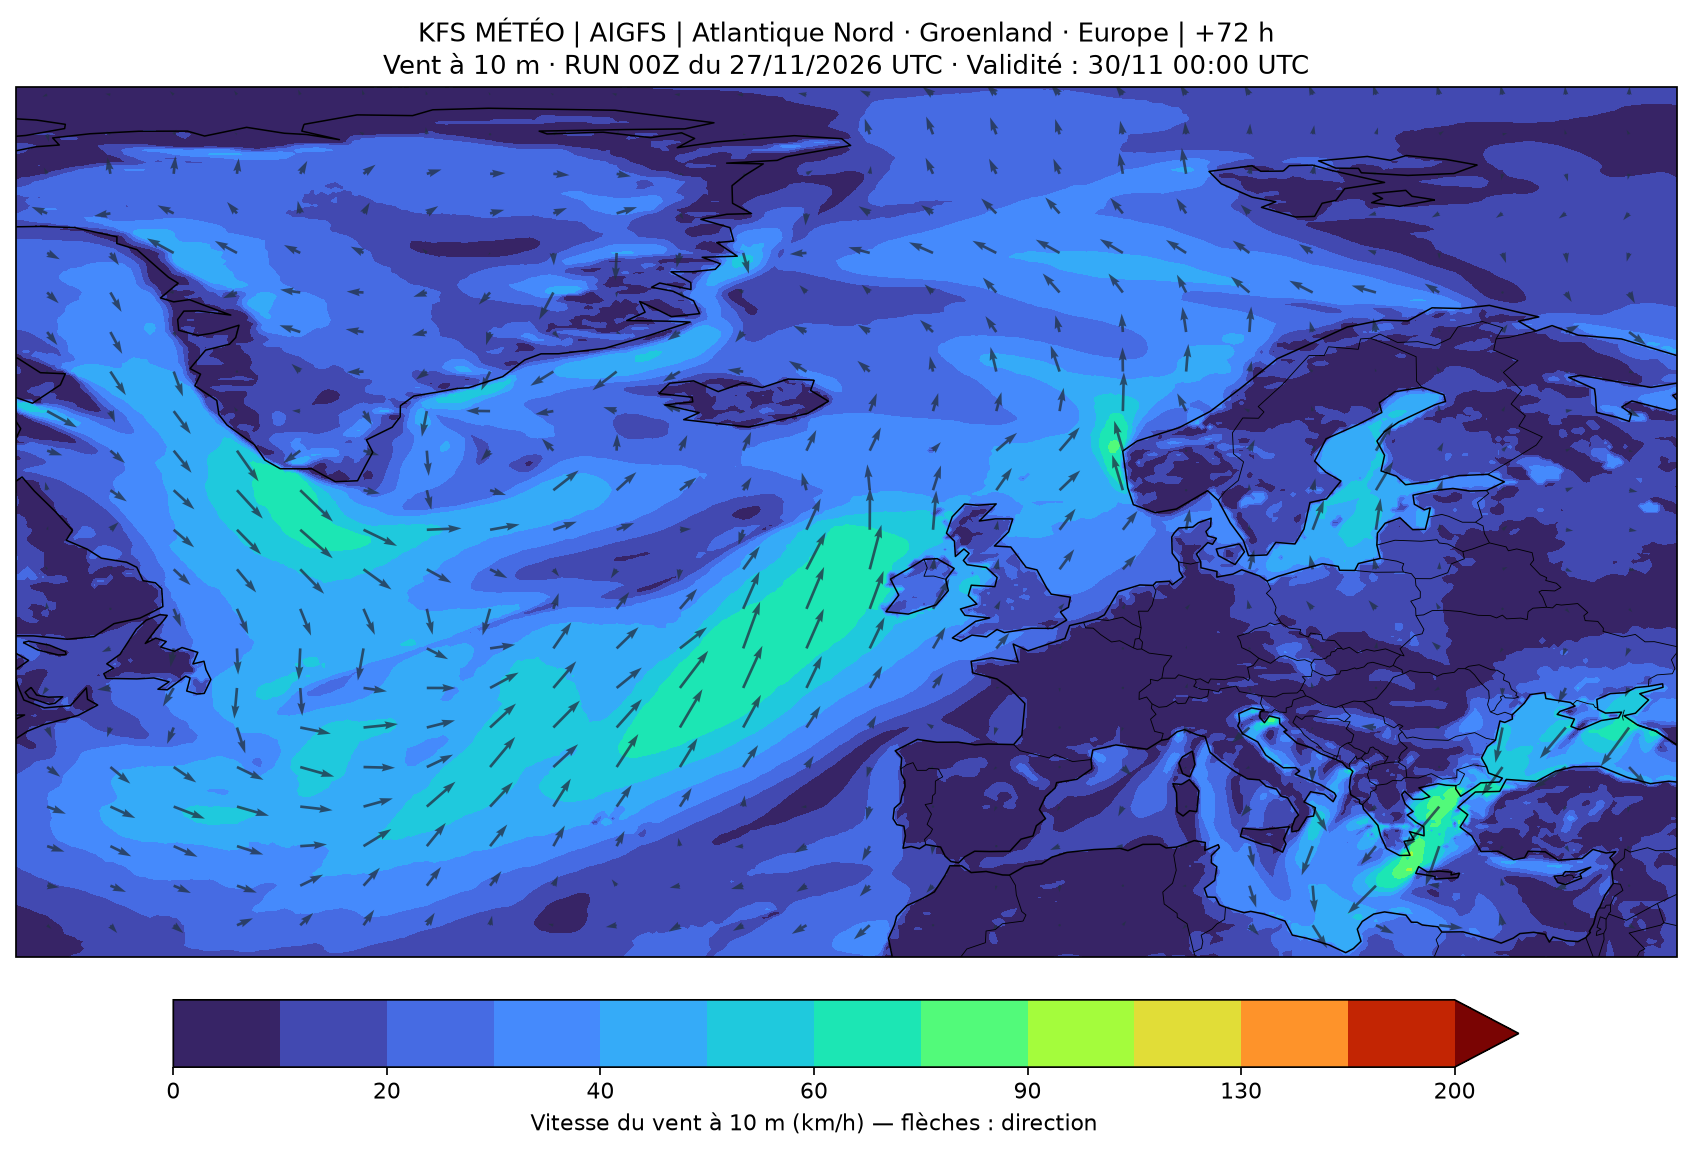 KFS MÉTÉO | AIGFS | Atlantique Nord · Groenland · Europe | +72 h
Vent à 10 m · RUN 00Z du 27/11/2026 UTC · Validité : 30/11 00:00 UTC
0 20 40 60 90 130 200
Vitesse du vent à 10 m (km/h) — flèches : direction